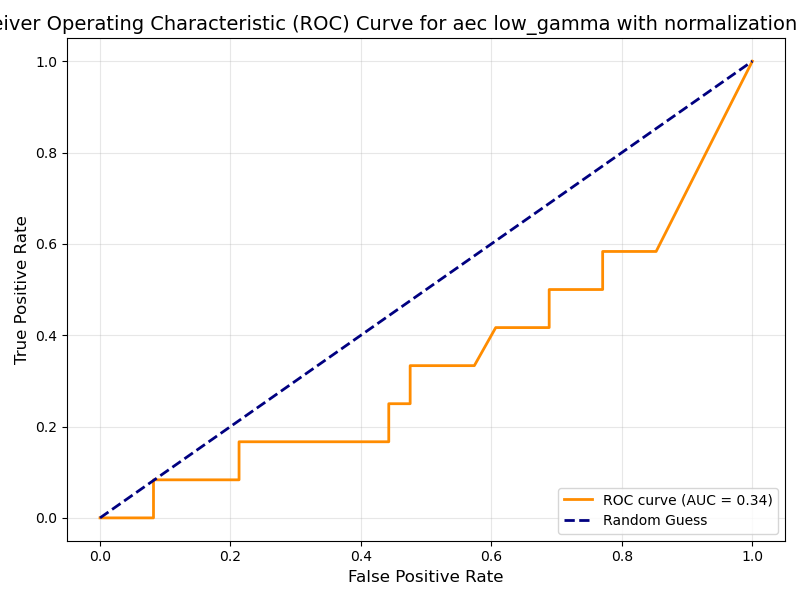 eiver Operating Characteristic (ROC) Curve for aec low_gamma with normalization
1.0
0.8
0.6
0.4
0.2
0.0
True Positive Rate
0.0 0.2 0.4 0.6 0.8 1.0
False Positive Rate
ROC curve (AUC = 0.34)
Random Guess